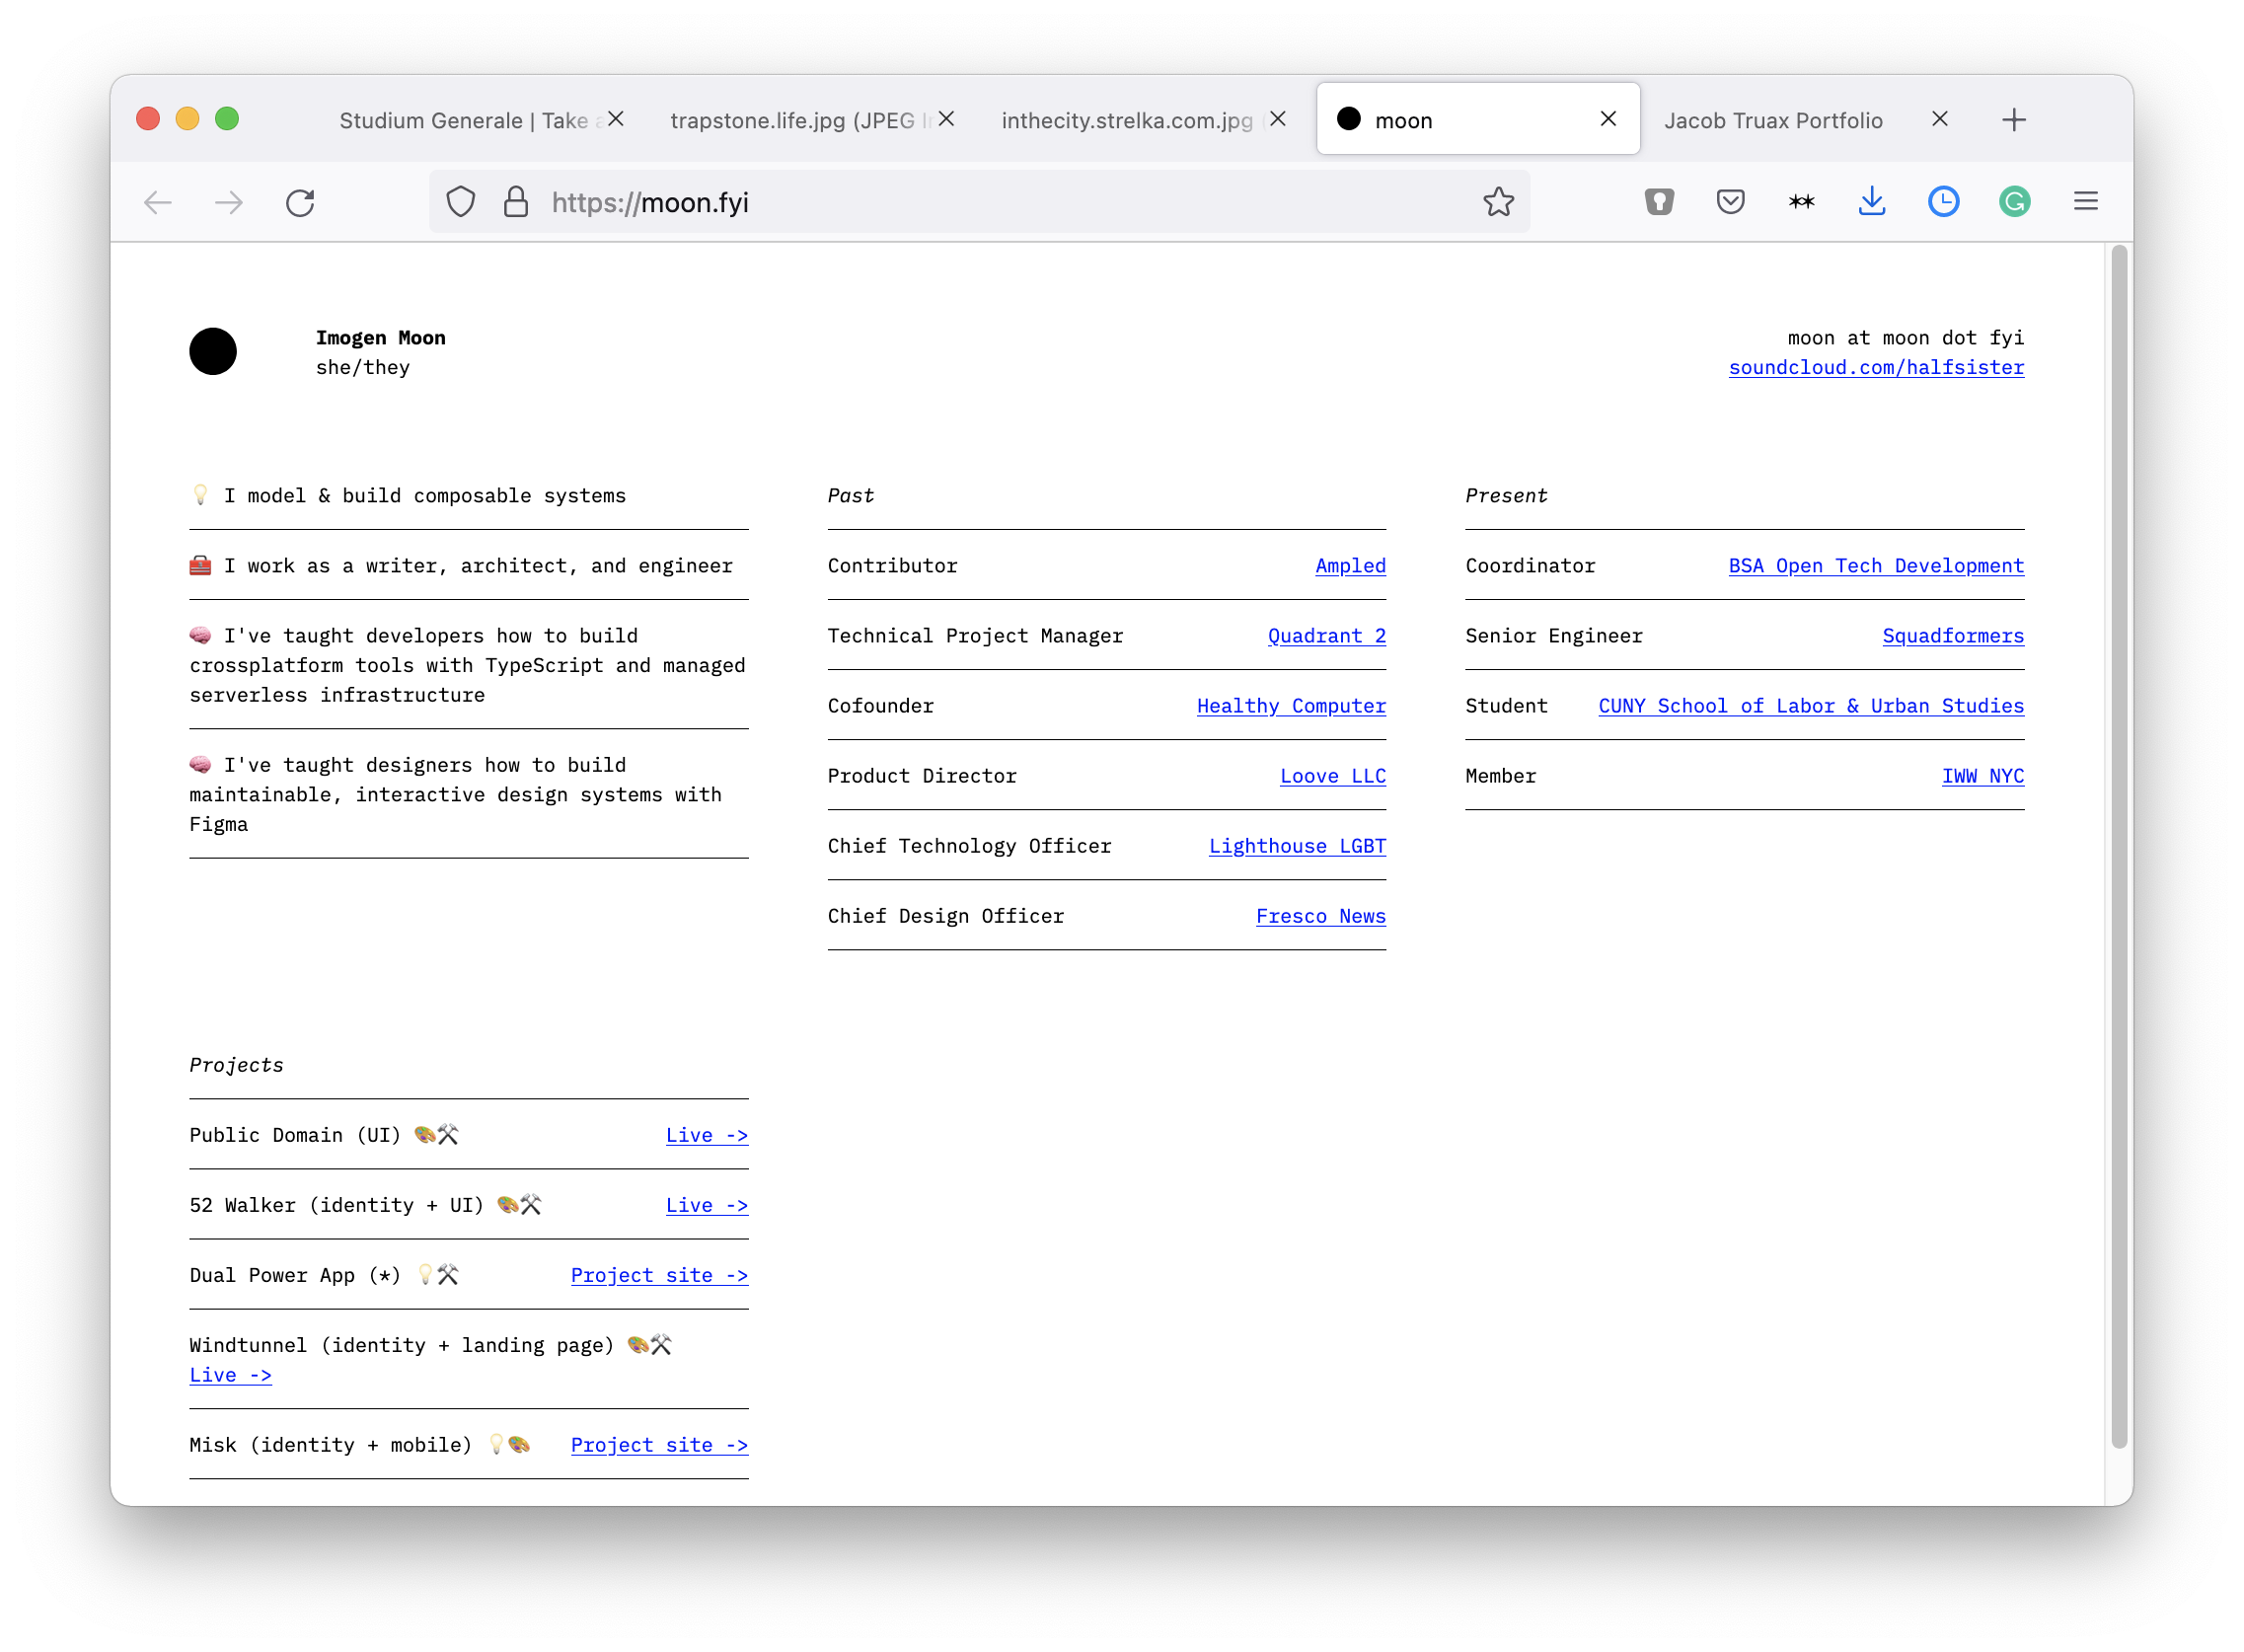 Studium Generale | Take
trapstone.life.jpg (JPEG
inthecity.strelka.com.jpg
moon
Jacob Truax Portfolio
https://moon.fyi
Imogen Moon
she/they
moon at moon dot fyi
soundcloud.com/halfsister
💡 I model & build composable systems
🧰 I work as a writer, architect, and engineer
🧠 I've taught developers how to build
crossplatform tools with TypeScript and managed
serverless infrastructure
🧠 I've taught designers how to build
maintainable, interactive design systems with
Figma
Past
Contributor Ampled
Technical Project Manager Quadrant 2
Cofounder Healthy Computer
Product Director Loove LLC
Chief Technology Officer Lighthouse LGBT
Chief Design Officer Fresco News
Present
Coordinator BSA Open Tech Development
Senior Engineer Squadformers
Student CUNY School of Labor & Urban Studies
Member IWW NYC
Projects
Public Domain (UI) 🎨⚒ Live ->
52 Walker (identity + UI) 🎨⚒ Live ->
Dual Power App (*) 💡⚒ Project site ->
Windtunnel (identity + landing page) 🎨⚒
Live ->
Misk (identity + mobile) 💡🎨 Project site ->